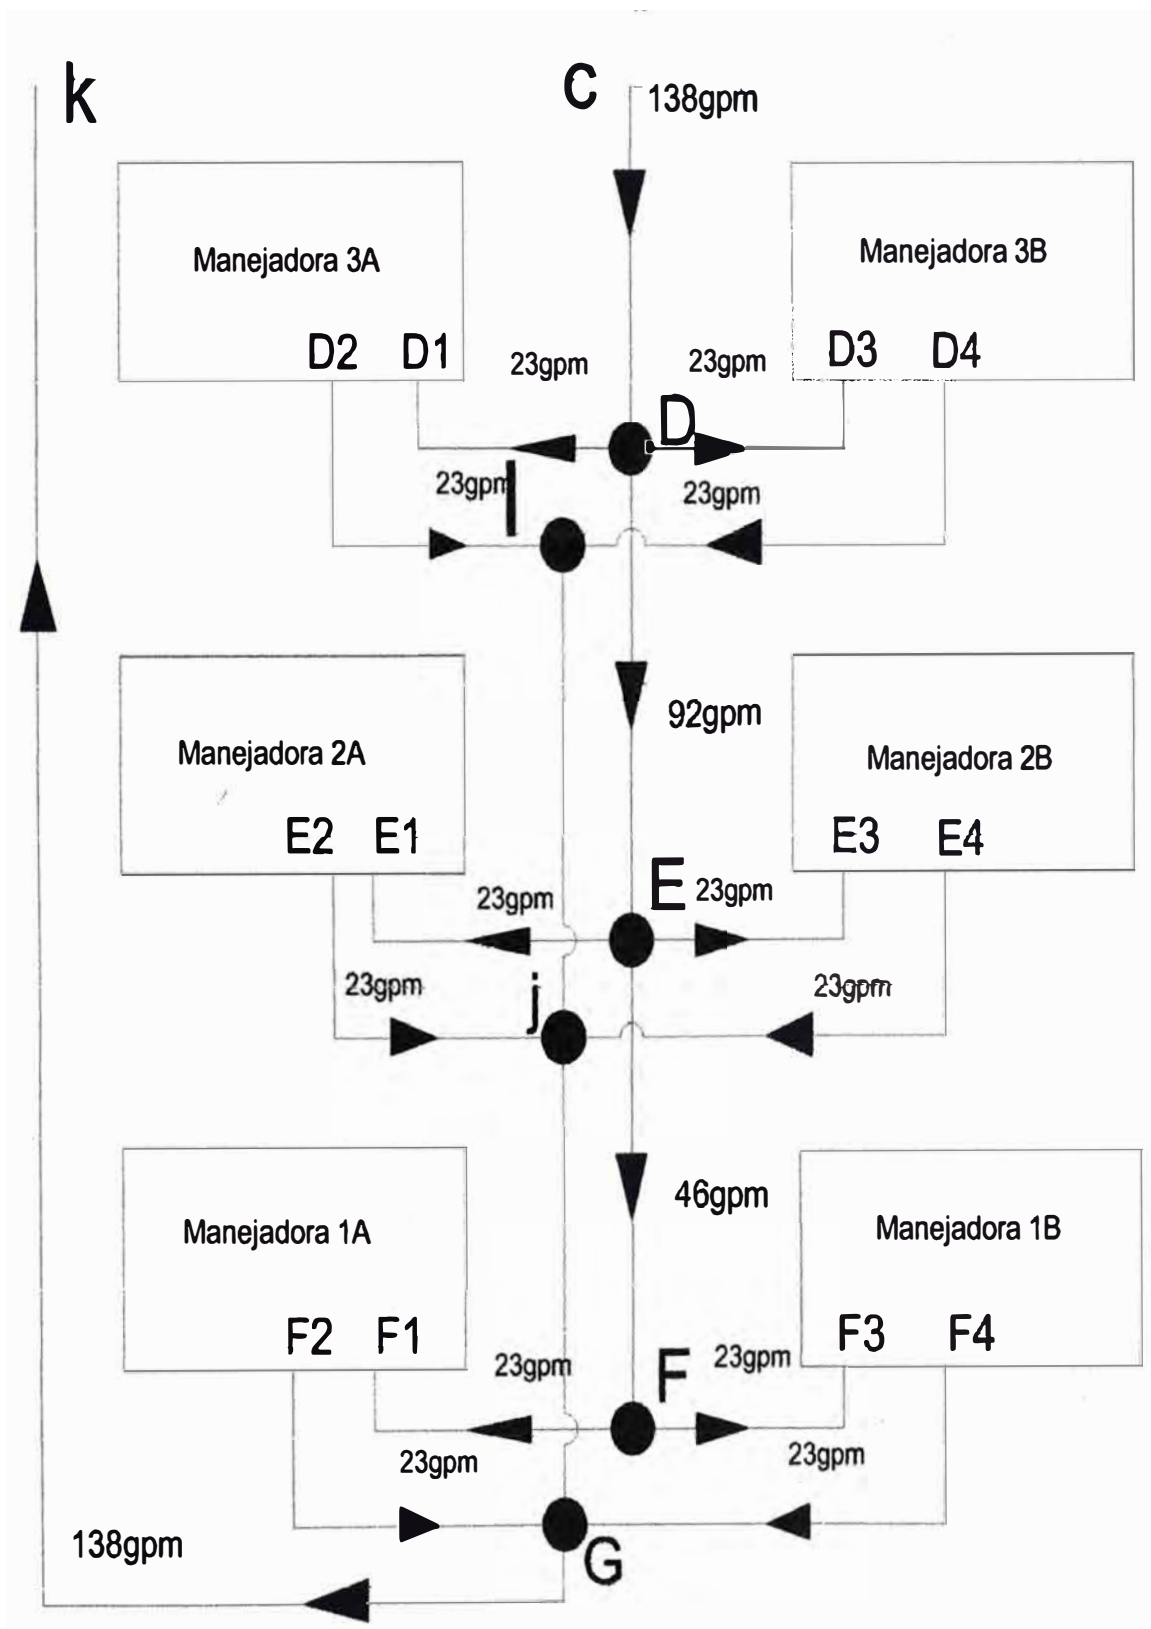 k
C
138gpm
Manejadora 3A
Manejadora 3B
D2 D1
D3 D4
23gpm
23gpm
D
I
23gpm
23gpm
92gpm
Manejadora 2A
Manejadora 2B
E2 E1
E3 E4
E
23gpm
23gpm
j
23gpm
23gpm
46gpm
Manejadora 1A
Manejadora 1B
F2 F1
F3 F4
F
23gpm
23gpm
23gpm
23gpm
138gpm
G